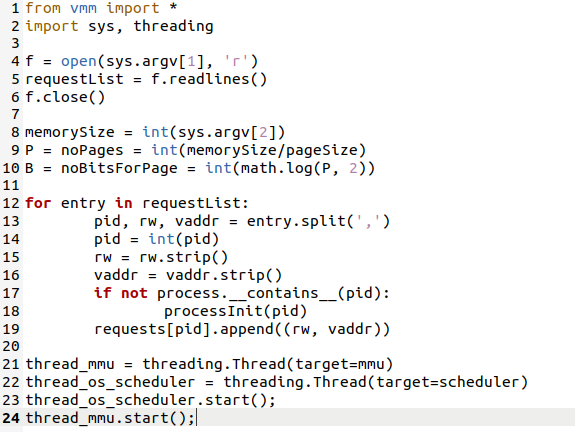 1 from vmm import *
2 import sys, threading
3
4 f = open(sys.argv[1], 'r')
5 requestList = f.readlines()
6 f.close()
7
8 memorySize = int(sys.argv[2])
9 P = noPages = int(memorySize/pageSize)
10 B = noBitsForPage = int(math.log(P, 2))
11
12 for entry in requestList:
13         pid, rw, vaddr = entry.split(',')
14         pid = int(pid)
15         rw = rw.strip()
16         vaddr = vaddr.strip()
17         if not process.__contains__(pid):
18                 processInit(pid)
19         requests[pid].append((rw, vaddr))
20
21 thread_mmu = threading.Thread(target=mmu)
22 thread_os_scheduler = threading.Thread(target=scheduler)
23 thread_os_scheduler.start();
24 thread_mmu.start();